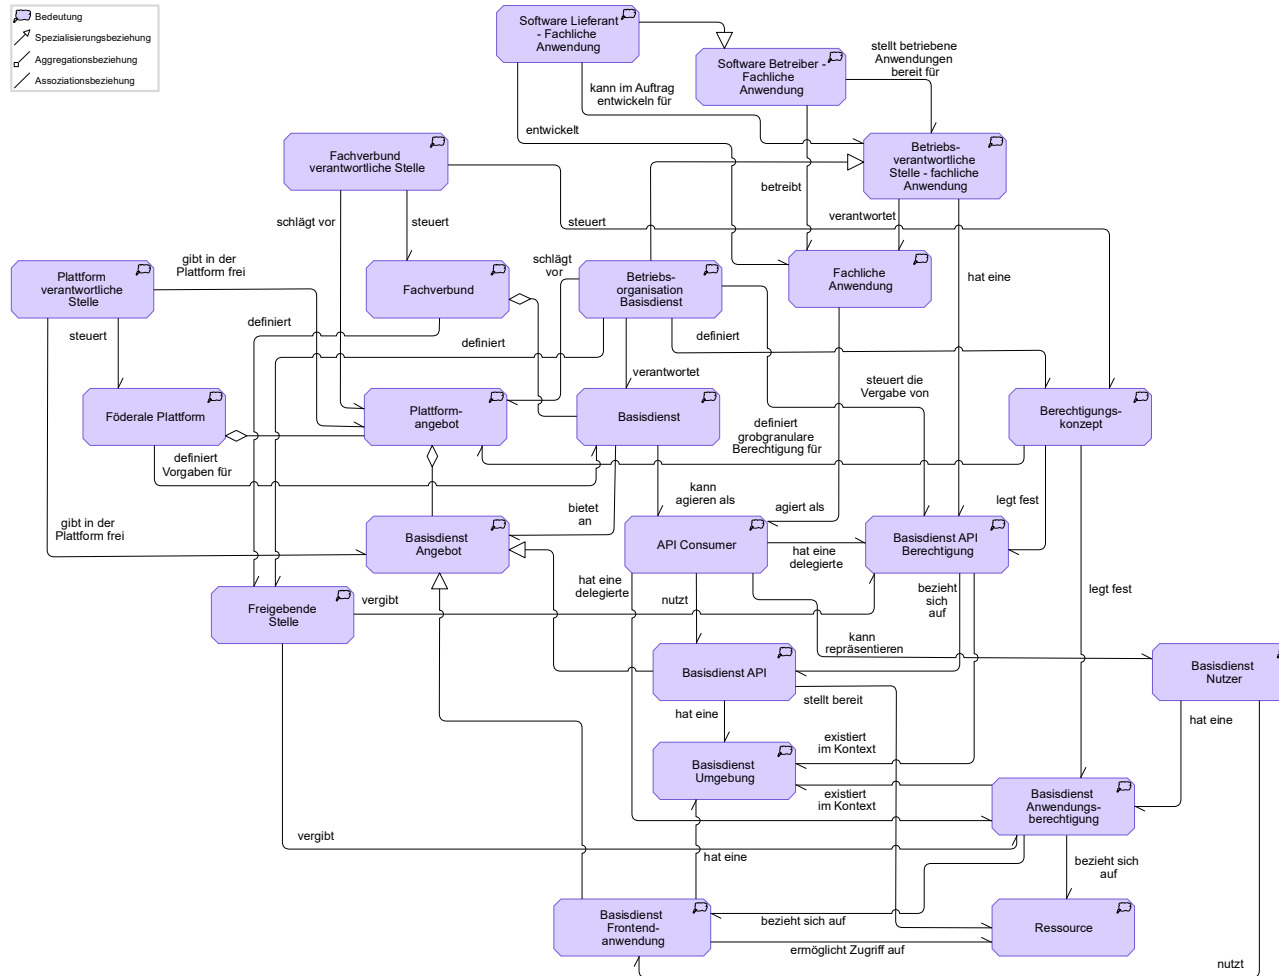 Bedeutung
Spezialisierungsbeziehung
Aggregationsbeziehung
Assoziationsbeziehung
Software Lieferant
- Fachliche
Anwendung
Software Betreiber -
Fachliche
Anwendung
stellt betriebene
Anwendungen
bereit für
kann im Auftrag
entwickeln für
entwickelt
Fachverbund
verantwortliche Stelle
Betriebs-
verantwortliche
Stelle - fachliche
Anwendung
betreibt
schlägt vor
steuert
steuert
verantwortet
gibt in der
Plattform frei
Plattform
verantwortliche
Stelle
Fachverbund
schlägt
vor
Betriebs-
organisation
Basisdienst
Fachliche
Anwendung
hat eine
steuert
definiert
definiert
definiert
verantwortet
steuert die
Vergabe von
Föderale Plattform
Plattform-
angebot
Basisdienst
Berechtigungs-
konzept
definiert
grobgranulare
Berechtigung für
definiert
Vorgaben für
kann
agieren als
agiert als
legt fest
gibt in der
Plattform frei
bietet
an
Basisdienst
Angebot
API Consumer
hat eine
delegierte
Basisdienst API
Berechtigung
hat eine
delegierte
nutzt
bezieht
sich
auf
legt fest
Freigebende
Stelle
vergibt
kann
repräsentieren
Basisdienst API
Basisdienst
Nutzer
stellt bereit
hat eine
hat eine
existiert
im Kontext
Basisdienst
Umgebung
existiert
im Kontext
Basisdienst
Anwendungs-
berechtigung
vergibt
hat eine
bezieht sich
auf
Basisdienst
Frontend-
anwendung
bezieht sich auf
Ressource
ermöglicht Zugriff auf
nutzt